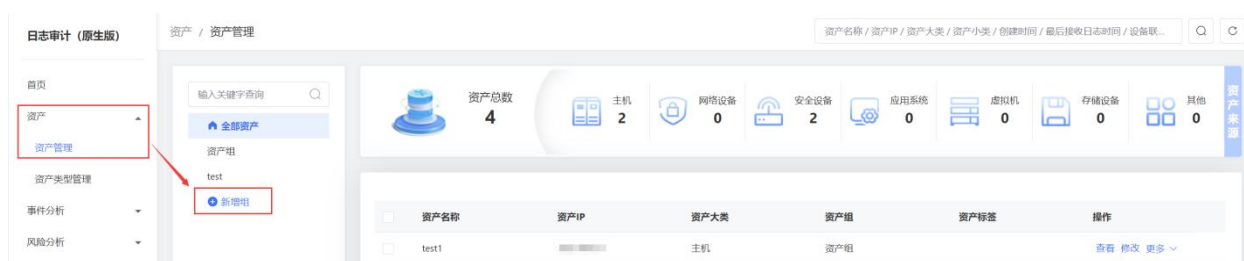 日志审计（原生版）
资产 / 资产管理
资产名称 / 资产IP / 资产大类 / 资产小类 / 创建时间 / 最后接收日志时间 / 设备联...
首页
资产
资产管理
资产类型管理
事件分析
风险分析
输入关键字查询
全部资产
资产组
test
新增组
资产总数
4
主机
2
网络设备
0
安全设备
2
应用系统
0
虚拟机
0
存储设备
0
其他
0
资产来源
资产名称 资产IP 资产大类 资产组 资产标签 操作
test1 主机 资产组 查看 修改 更多